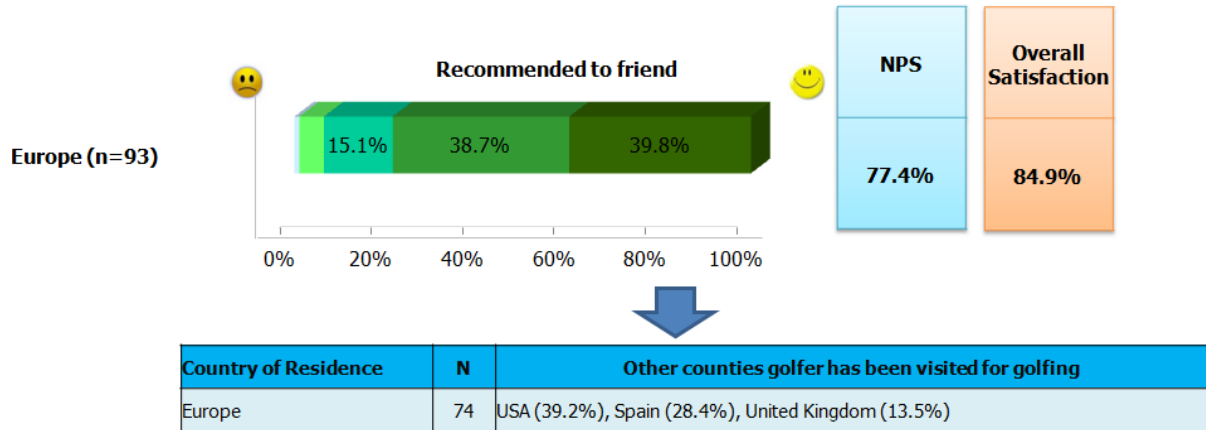 Recommended to friend
NPS
Overall
Satisfaction
Europe (n=93)
15.1%
38.7%
39.8%
77.4%
84.9%
0%
20%
40%
60%
80%
100%
Country of Residence
N
Other counties golfer has been visited for golfing
Europe
74
USA (39.2%), Spain (28.4%), United Kingdom (13.5%)